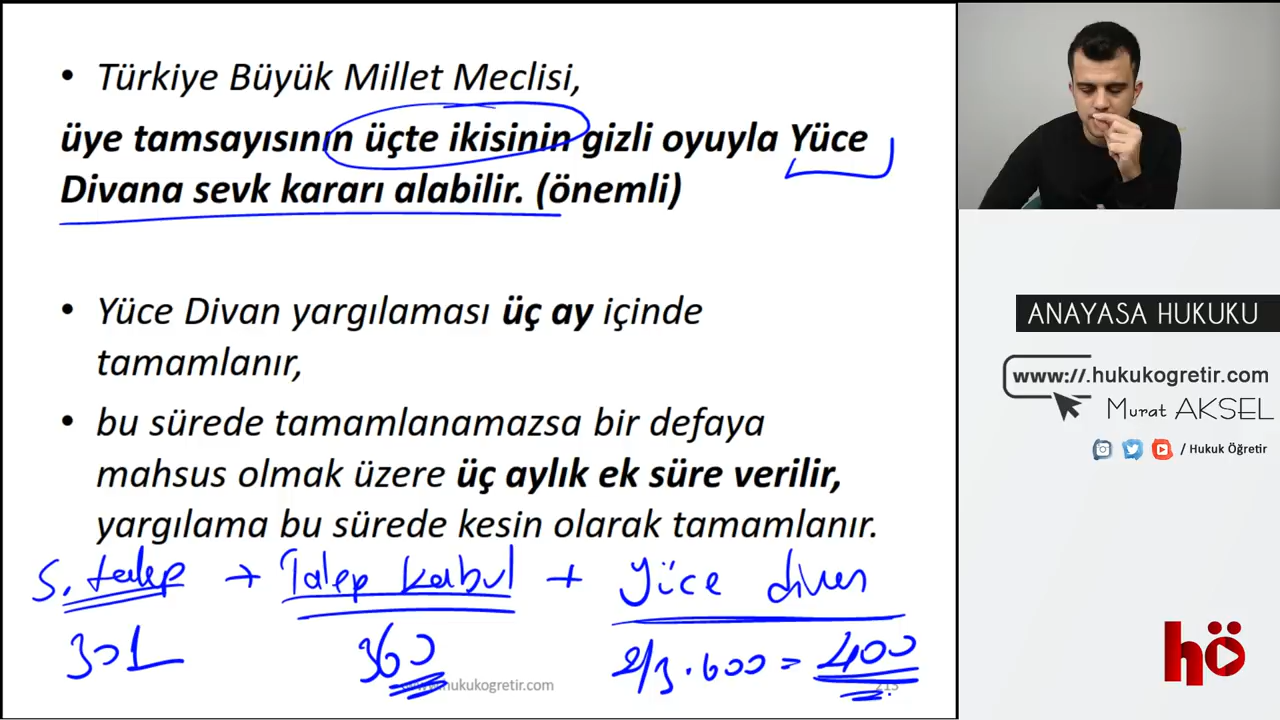 • Türkiye Büyük Millet Meclisi,
üye tamsayısının üçte ikisinin gizli oyuyla Yüce
Divana sevk kararı alabilir. (önemli)
• Yüce Divan yargılaması üç ay içinde
tamamlanır,
• bu sürede tamamlanamazsa bir defaya
mahsus olmak üzere üç aylık ek süre verilir,
yargılama bu sürede kesin olarak tamamlanır.
S. talep + Talep kabul + Yüce divan
301 360 2/3 . 600 = 400
www.hukukogretir.com
213
ANAYASA HUKUKU
www://.hukukogretir.com
Murat AKSEL
/ Hukuk Öğretir
hö